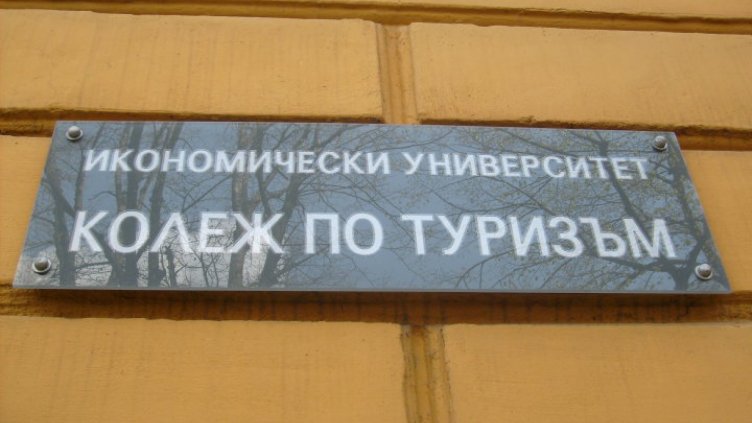 ИКОНОМИЧЕСКИ УНИВЕРСИТЕТ
КОЛЕЖ ПО ТУРИЗЪМ